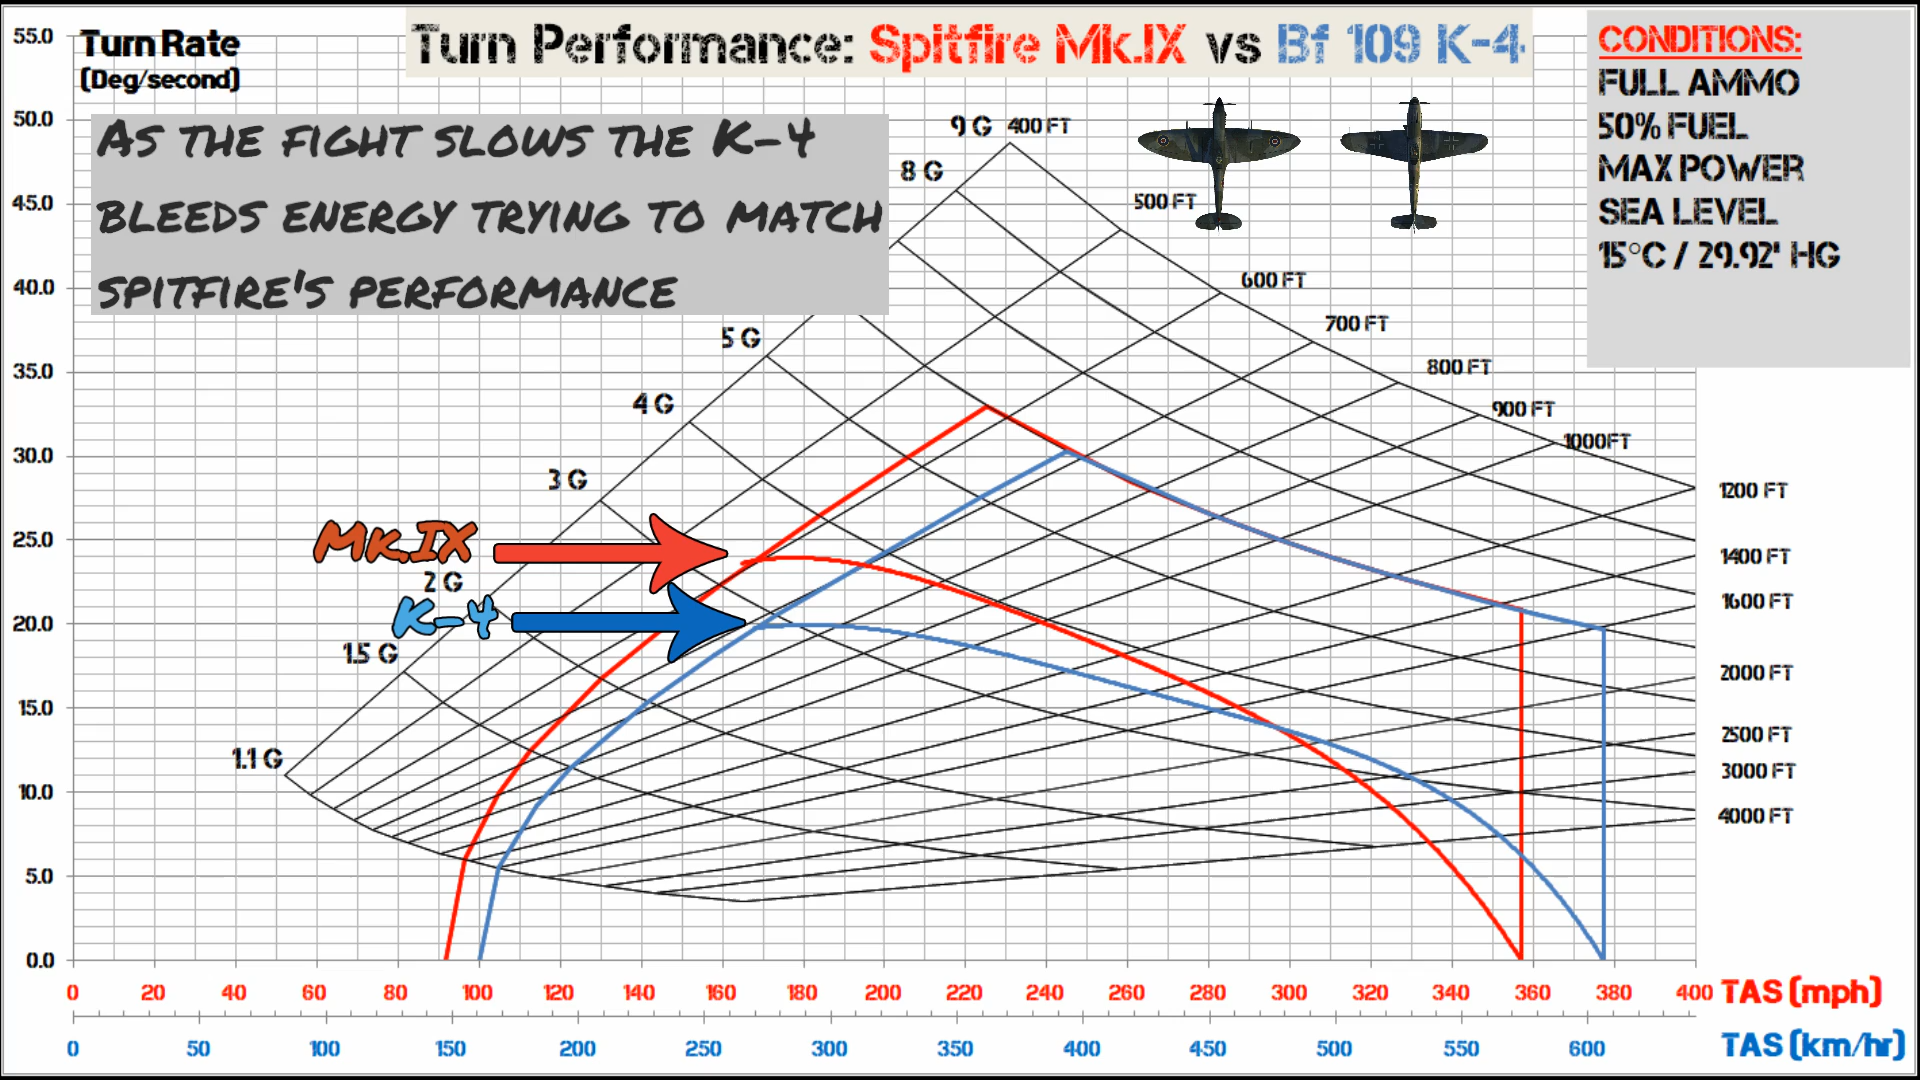 Turn Performance: Spitfire Mk.IX vs Bf 109 K-4
Turn Rate
(Deg/second)
CONDITIONS:
FULL AMMO
50% FUEL
MAX POWER
SEA LEVEL
15°C / 29.92' HG
As the fight slows the K-4
bleeds energy trying to match
spitfire's performance
55.0
50.0
45.0
40.0
35.0
30.0
25.0
20.0
15.0
10.0
5.0
0.0
9 G
8 G
5 G
4 G
3 G
2 G
1.5 G
1.1 G
400 FT
500 FT
600 FT
700 FT
800 FT
900 FT
1000FT
1200 FT
1400 FT
1600 FT
2000 FT
2500 FT
3000 FT
4000 FT
Mk.IX
K-4
0 20 40 60 80 100 120 140 160 180 200 220 240 260 280 300 320 340 360 380 400 TAS (mph)
0 50 100 150 200 250 300 350 400 450 500 550 600 TAS (km/hr)